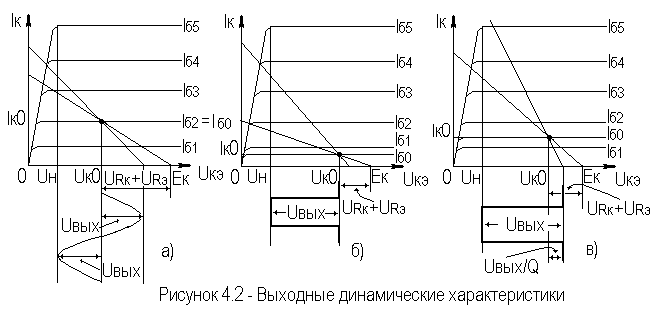 Iк Iк Iк
Iб5 Iб5 Iб5
Iб4 Iб4 Iб4
Iб3 Iб3 Iб3
Iк0 Iб2 = Iб0 Iб2 Iб2
Iк0 Iб0
Iб1 Iк0 Iб1 Iб1
Iб0
0 Uн Uк0 URк+URэ Eк Uкэ 0 Uн Uк0 Eк Uкэ 0 Uн Uк0 Eк Uкэ
URк+URэ URк+URэ
Uвых Uвых Uвых
Uвых а) б) в)
Uвых/Q
Рисунок 4.2 - Выходные динамические характеристики